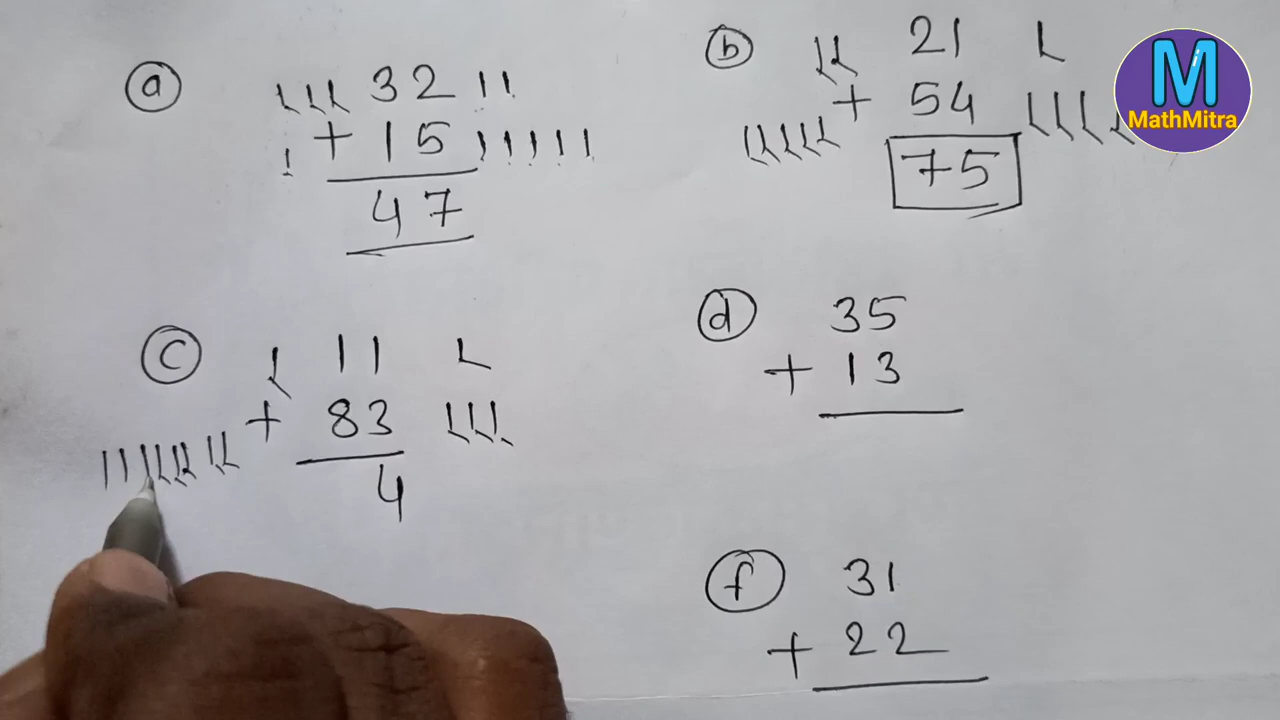 a
32
+ 15
47
b
21
+ 54
75
M
MathMitra
c
11
+ 83
4
d
35
+ 13
f
31
+ 22